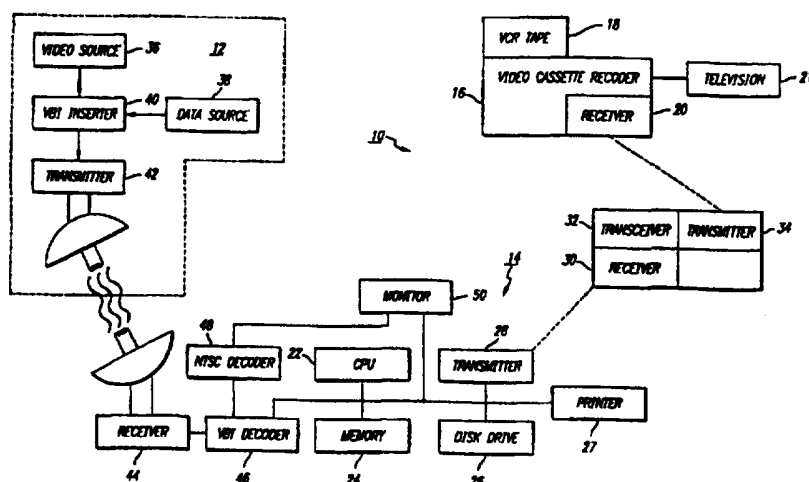 VIDEO SOURCE 36
12
38
VBI INSERTER 40
DATA SOURCE
TRANSMITTER 42
VCR TAPE 18
VIDEO CASSETTE RECODER
16
RECEIVER 20
TELEVISION
10
32 TRANSCEIVER TRANSMITTER 34
30 RECEIVER
14
MONITOR 50
48
NTSC DECODER
22
CPU
28
TRANSMITTER
PRINTER
27
RECEIVER
44
VBI DECODER
46
MEMORY
24
DISK DRIVE